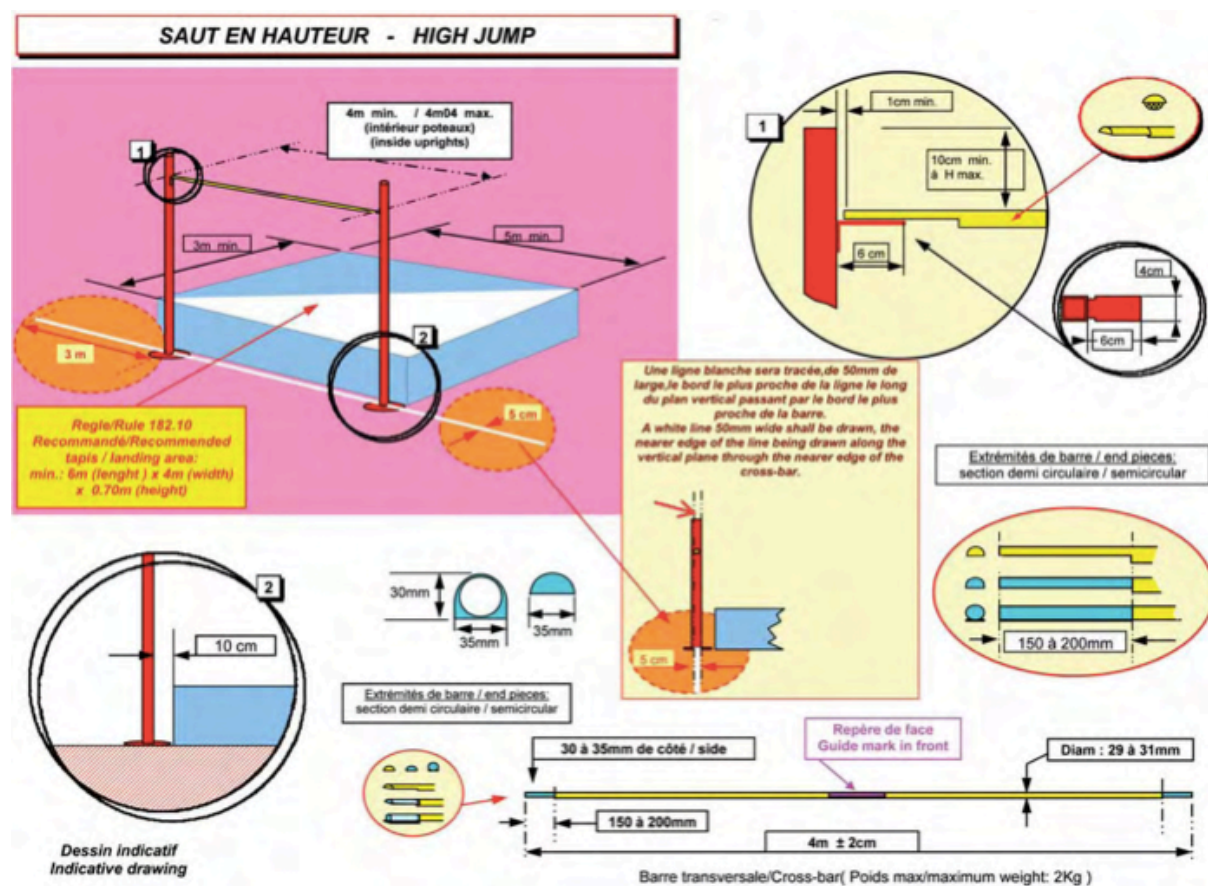 SAUT EN HAUTEUR - HIGH JUMP
4m min. / 4m04 max.
(intérieur poteaux)
(inside uprights)
1
3m min.
5m min.
2
3 m
5 cm
Regle/Rule 182.10
Recommandé/Recommended
tapis / landing area:
min.: 6m (lenght ) x 4m (width)
x 0.70m (height)
1
1cm min.
10cm min.
à H max.
6 cm
4cm
6cm
Une ligne blanche sera tracée,de 50mm de
large,le bord le plus proche de la ligne le long
du plan vertical passant par le bord le plus
proche de la barre.
A white line 50mm wide shall be drawn, the
nearer edge of the line being drawn along the
vertical plane through the nearer edge of the
cross-bar.
5 cm
Extrémités de barre / end pieces:
section demi circulaire / semicircular
150 à 200mm
2
10 cm
Dessin indicatif
Indicative drawing
30mm
35mm
35mm
Extrémités de barre / end pieces:
section demi circulaire / semicircular
30 à 35mm de côté / side
Repère de face
Guide mark in front
Diam : 29 à 31mm
150 à 200mm
4m ± 2cm
Barre transversale/Cross-bar( Poids max/maximum weight: 2Kg )